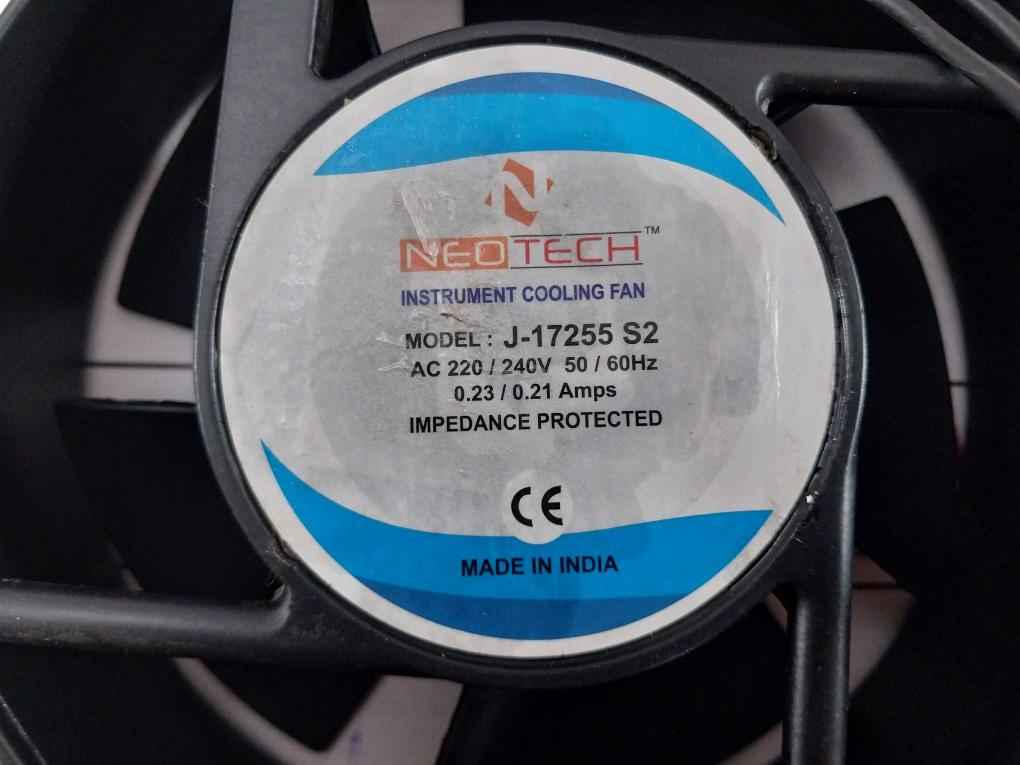 N
NEOTECH™
INSTRUMENT COOLING FAN
MODEL : J-17255 S2
AC 220 / 240V 50 / 60Hz
0.23 / 0.21 Amps
IMPEDANCE PROTECTED
CE
MADE IN INDIA